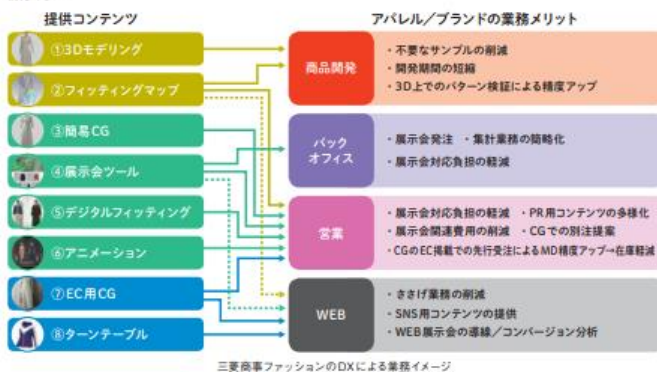 提供コンテンツ
アパレル／ブランドの業務メリット
①3Dモデリング
②フィッティングマップ
③簡易CG
④展示会ツール
⑤デジタルフィッティング
⑥アニメーション
⑦EC用CG
⑧ターンテーブル
商品開発
・不要なサンプルの削減
・開発期間の短縮
・3D上でのパターン検証による精度アップ
バック
オフィス
・展示会発注 ・集計業務の簡略化
・展示会対応負担の軽減
営業
・展示会対応負担の軽減 ・PR用コンテンツの多様化
・展示会関連費用の削減 ・CGでの別注提案
・CGのEC掲載での先行受注によるMD精度アップ→在庫軽減
WEB
・ささげ業務の削減
・SNS用コンテンツの提供
・WEB展示会の導線／コンバージョン分析
三菱商事ファッションのDXによる業務イメージ